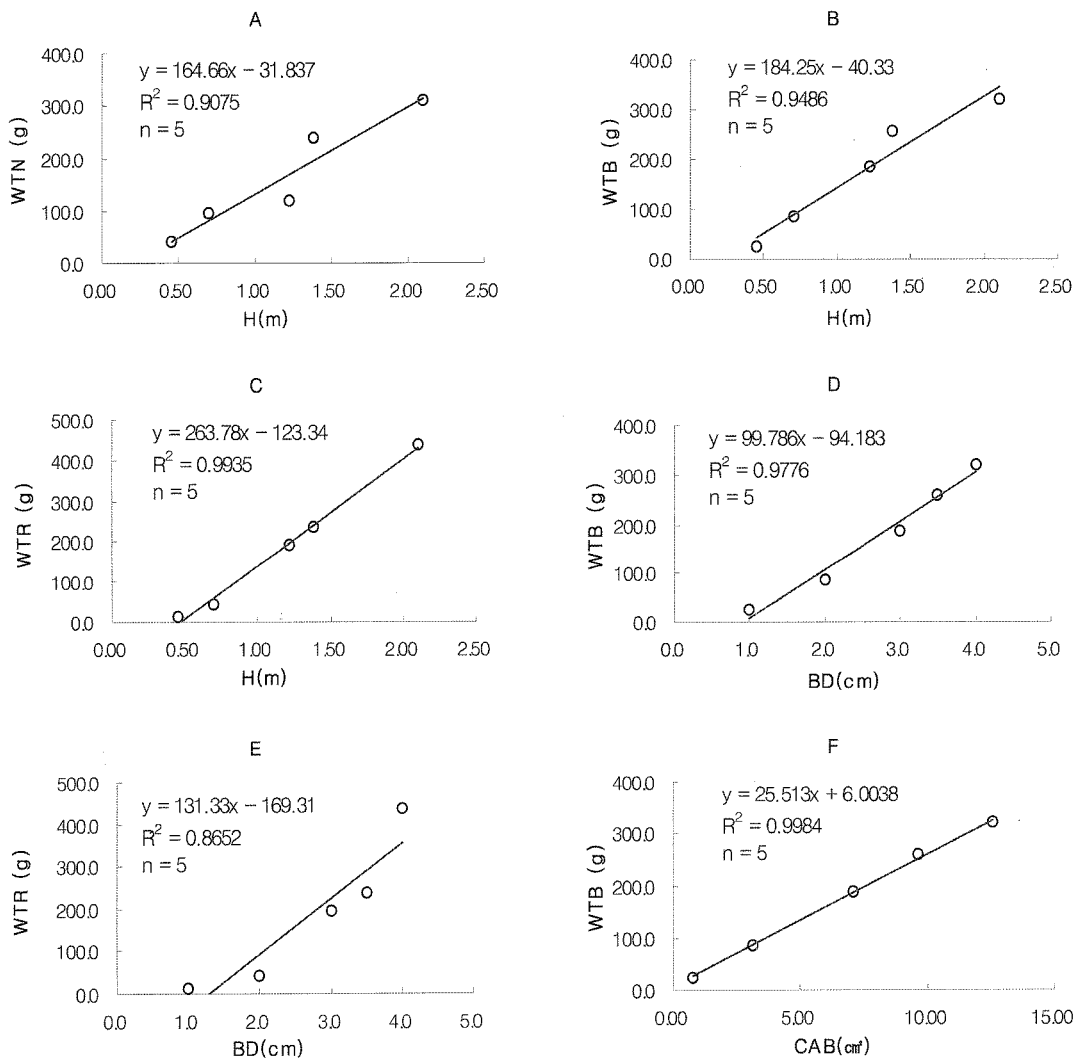 A
y = 164.66x − 31.837
R² = 0.9075
n = 5
400.0
300.0
200.0
100.0
0.0
WTN (g)
0.00 0.50 1.00 1.50 2.00 2.50
H(m)
B
y = 184.25x − 40.33
R² = 0.9486
n = 5
400.0
300.0
200.0
100.0
0.0
WTB (g)
0.00 0.50 1.00 1.50 2.00 2.50
H(m)
C
y = 263.78x − 123.34
R² = 0.9935
n = 5
500.0
400.0
300.0
200.0
100.0
0.0
WTR (g)
0.00 0.50 1.00 1.50 2.00 2.50
H(m)
D
y = 99.786x − 94.183
R² = 0.9776
n = 5
400.0
300.0
200.0
100.0
0.0
WTB (g)
0.0 1.0 2.0 3.0 4.0 5.0
BD(cm)
E
y = 131.33x − 169.31
R² = 0.8652
n = 5
500.0
400.0
300.0
200.0
100.0
0.0
WTR (g)
0.0 1.0 2.0 3.0 4.0 5.0
BD(cm)
F
y = 25.513x + 6.0038
R² = 0.9984
n = 5
400.0
300.0
200.0
100.0
0.0
WTB (g)
0.00 5.00 10.00 15.00
CAB(㎠)